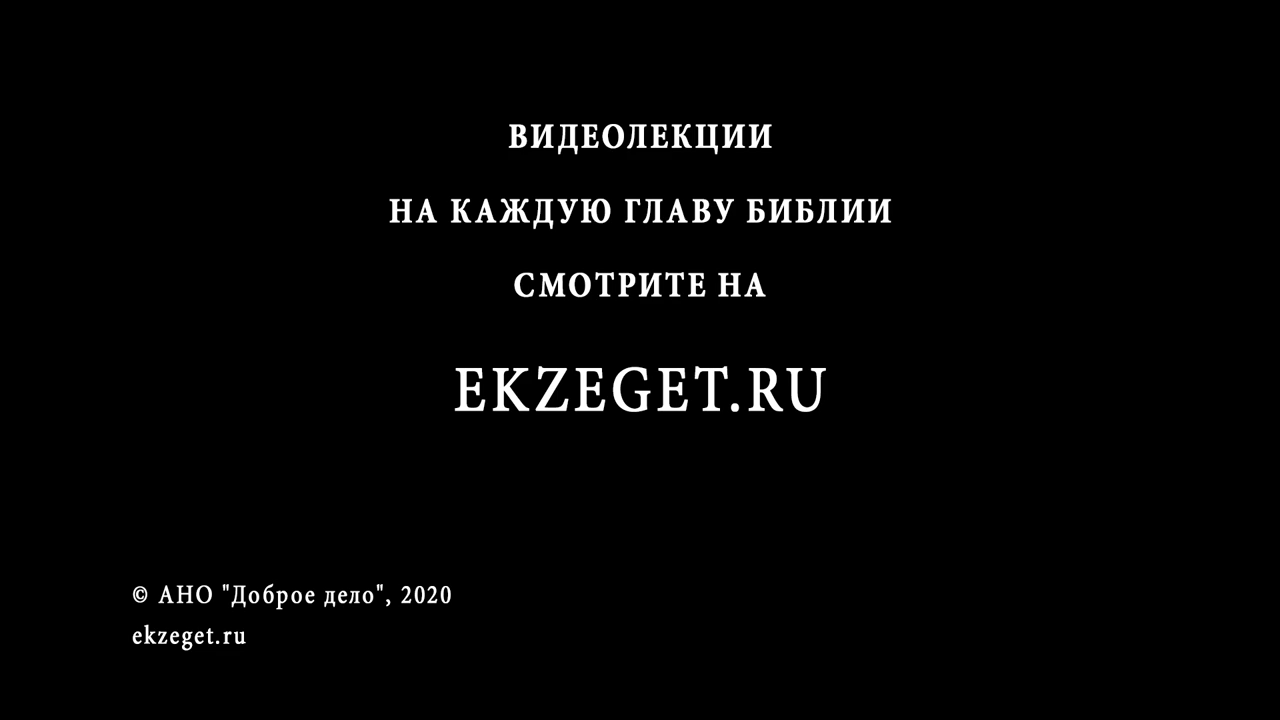 ВИДЕОЛЕКЦИИ
НА КАЖДУЮ ГЛАВУ БИБЛИИ
СМОТРИТЕ НА
EKZEGET.RU
© АНО "Доброе дело", 2020
ekzeget.ru